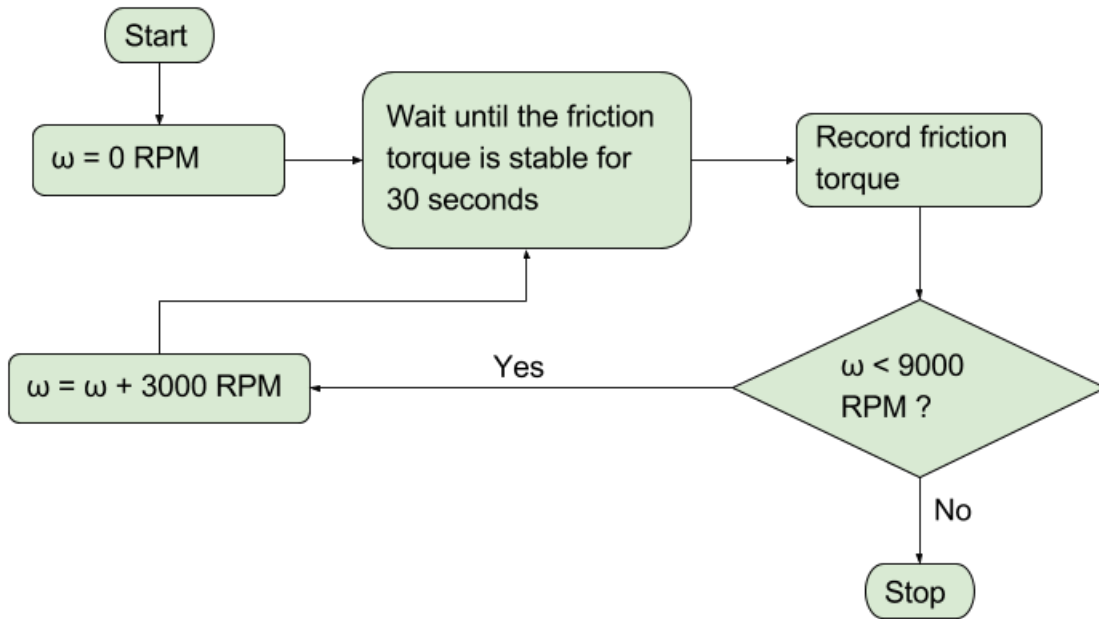 Start
ω = 0 RPM
Wait until the friction
torque is stable for
30 seconds
Record friction
torque
ω < 9000
RPM ?
Yes
ω = ω + 3000 RPM
No
Stop